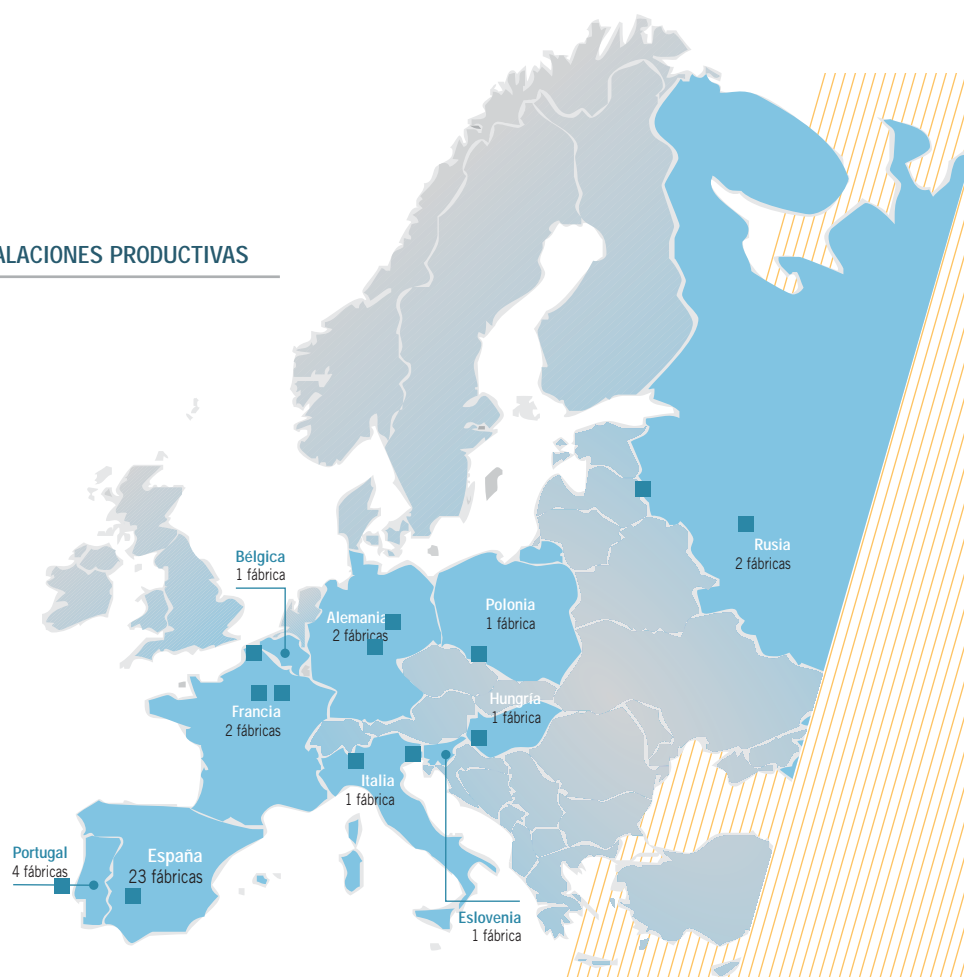 ALACIONES PRODUCTIVAS
Bélgica
1 fábrica
Rusia
2 fábricas
Alemania
2 fábricas
Polonia
1 fábrica
Francia
2 fábricas
Hungría
1 fábrica
Italia
1 fábrica
Portugal
4 fábricas
España
23 fábricas
Eslovenia
1 fábrica